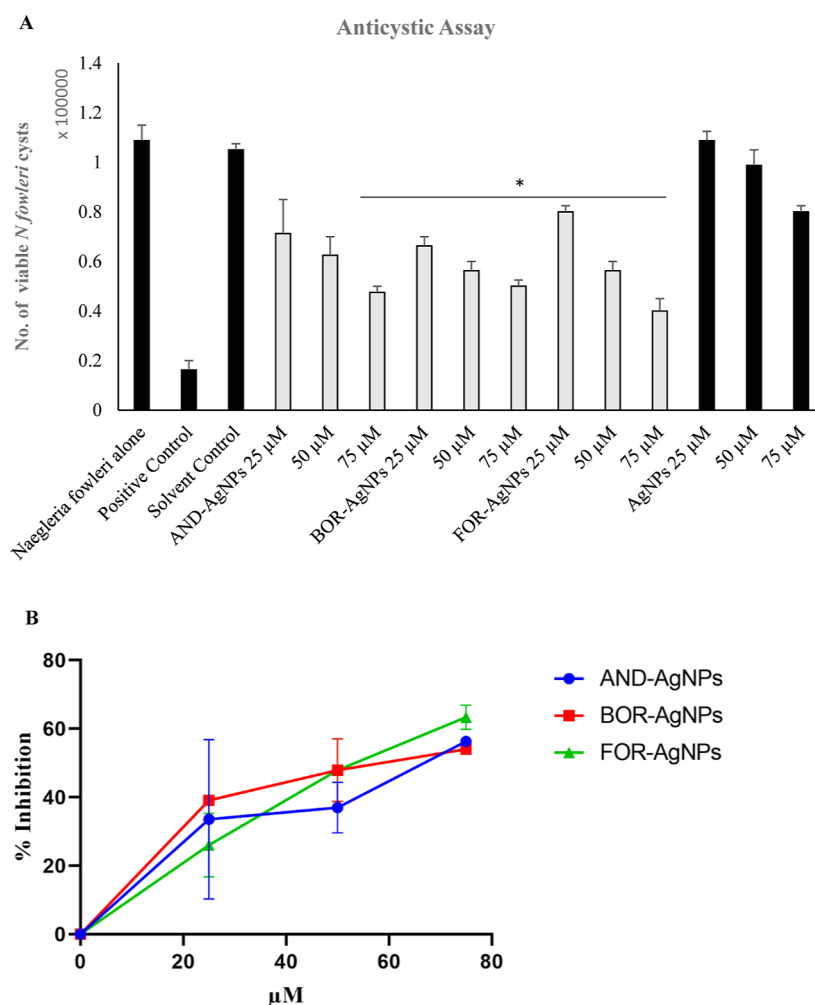 A
Anticystic Assay
No. of viable N fowleri cysts
x 100000
1.4
1.2
1
0.8
0.6
0.4
0.2
0
*
Naegleria fowleri alone
Positive Control
Solvent Control
AND-AgNPs 25 µM
50 µM
75 µM
BOR-AgNPs 25 µM
50 µM
75 µM
FOR-AgNPs 25 µM
50 µM
75 µM
AgNPs 25 µM
50 µM
75 µM
B
% Inhibition
80
60
40
20
0
0 20 40 60 80
µM
AND-AgNPs
BOR-AgNPs
FOR-AgNPs